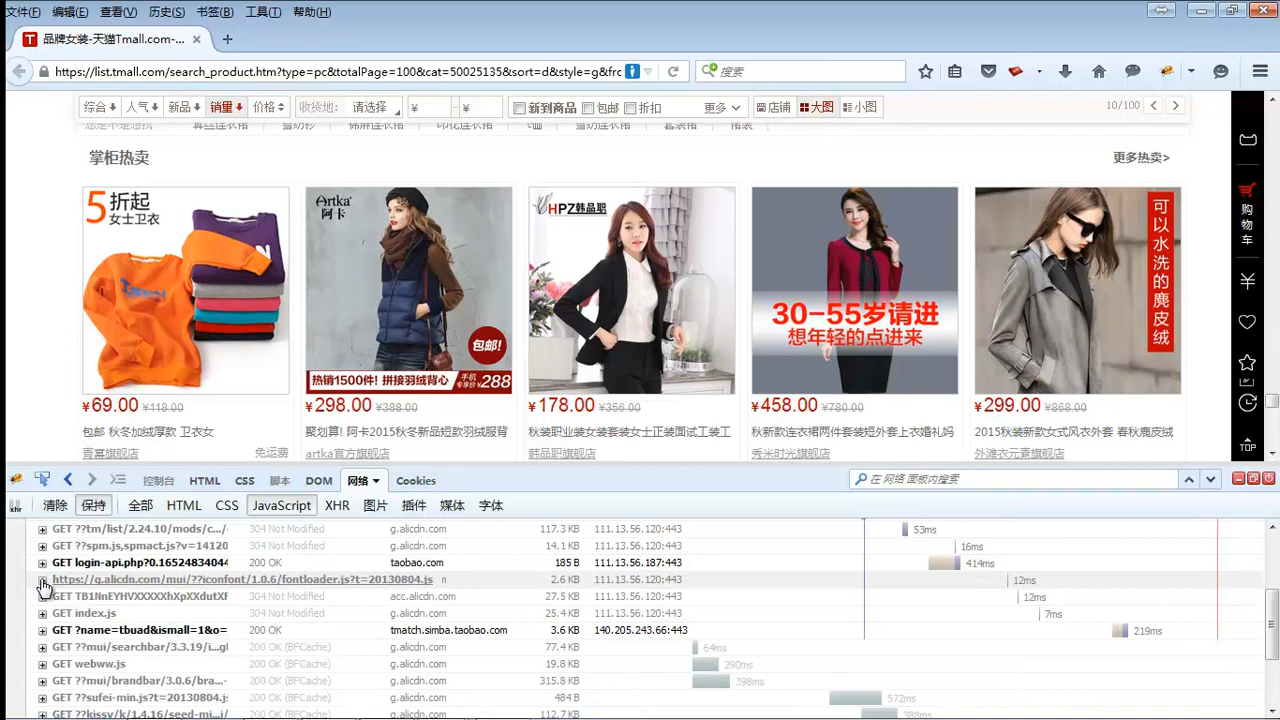 文件(F) 编辑(E) 查看(V) 历史(S) 书签(B) 工具(T) 帮助(H)
品牌女装-天猫Tmall.com-...
https://list.tmall.com/search_product.htm?type=pc&totalPage=100&cat=50025135&sort=d&style=g&frc
搜索
综合 人气 新品 销量 价格 收货地: 请选择 ¥ - ¥ 新到商品 包邮 折扣 更多 店铺 大图 小图 10/100
掌柜热卖 更多热卖>
5折起
女士卫衣
Artka
阿卡
包邮!
热销1500件! 拼接羽绒背心 手机专享价 ¥288
HPZ韩品职
30-55岁请进
想年轻的点进来
可以水洗的麂皮绒
¥69.00 ¥118.00
¥298.00 ¥398.00
¥178.00 ¥356.00
¥458.00 ¥780.00
¥299.00 ¥868.00
包邮 秋冬加绒厚款 卫衣女
聚划算! 阿卡2015秋冬新品短款羽绒服背
秋装职业装女装套装女士正装面试工装工
秋新款连衣裙两件套装短外套上衣婚礼妈
2015秋装新款女式风衣外套 春秋麂皮绒
免运费
artka官方旗舰店
韩品职旗舰店
秀米时光旗舰店
外滩衣元素旗舰店
购物车
TOP
控制台 HTML CSS 脚本 DOM 网络 Cookies
在 网络 面板内搜索
清除 保持 全部 HTML CSS JavaScript XHR 图片 插件 媒体 字体
GET ??tm/list/2.24.10/mods/c.../ 304 Not Modified g.alicdn.com 117.3 KB 111.13.56.120:443 53ms
GET ??spm.js,spmact.js?v=14120 304 Not Modified g.alicdn.com 14.1 KB 111.13.56.120:443 16ms
GET login-api.php?0.16524834044 200 OK taobao.com 185 B 111.13.56.187:443 414ms
https://g.alicdn.com/mui/??iconfont/1.0.6/fontloader.js?t=20130804.js 2.6 KB 111.13.56.120:443 12ms
GET TB1NnEYHVXXXXXhXpXXdutXF 304 Not Modified acc.alicdn.com 27.5 KB 111.13.56.120:443 12ms
GET index.js 304 Not Modified g.alicdn.com 25.4 KB 111.13.56.120:443 7ms
GET ?name=tbuad&ismall=1&o= 200 OK tmatch.simba.taobao.com 3.6 KB 140.205.243.66:443 219ms
GET ??mui/searchbar/3.3.19/i... 200 OK (BFCache) g.alicdn.com 77.4 KB 64ms
GET webww.js 200 OK (BFCache) g.alicdn.com 19.8 KB 290ms
GET ??mui/brandbar/3.0.6/bra... 200 OK (BFCache) g.alicdn.com 315.8 KB 398ms
GET ??sufei-min.js?t=20130804.js 200 OK (BFCache) g.alicdn.com 484 B 572ms
GET ??kissy/k/1.4.16/seed-mi... 200 OK (BFCache) g.alicdn.com 112.7 KB 388ms